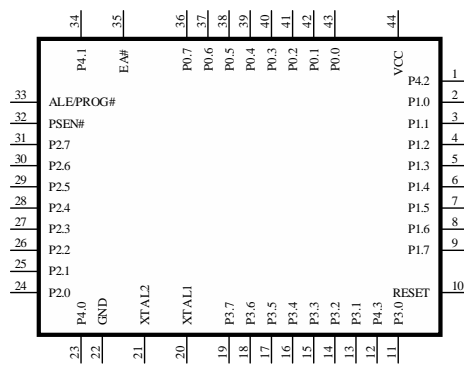 34 35 36 37 38 39 40 41 42 43 44
P4.1 EA# P0.7 P0.6 P0.5 P0.4 P0.3 P0.2 P0.1 P0.0 VCC
P4.2 1
33 ALE/PROG# P1.0 2
32 PSEN# P1.1 3
31 P2.7 P1.2 4
30 P2.6 P1.3 5
29 P2.5 P1.4 6
28 P2.4 P1.5 7
27 P2.3 P1.6 8
26 P2.2 P1.7 9
25 P2.1
24 P2.0 RESET 10
P4.0 GND XTAL2 XTAL1 P3.7 P3.6 P3.5 P3.4 P3.3 P3.2 P3.1 P4.3 P3.0
23 22 21 20 19 18 17 16 15 14 13 12 11